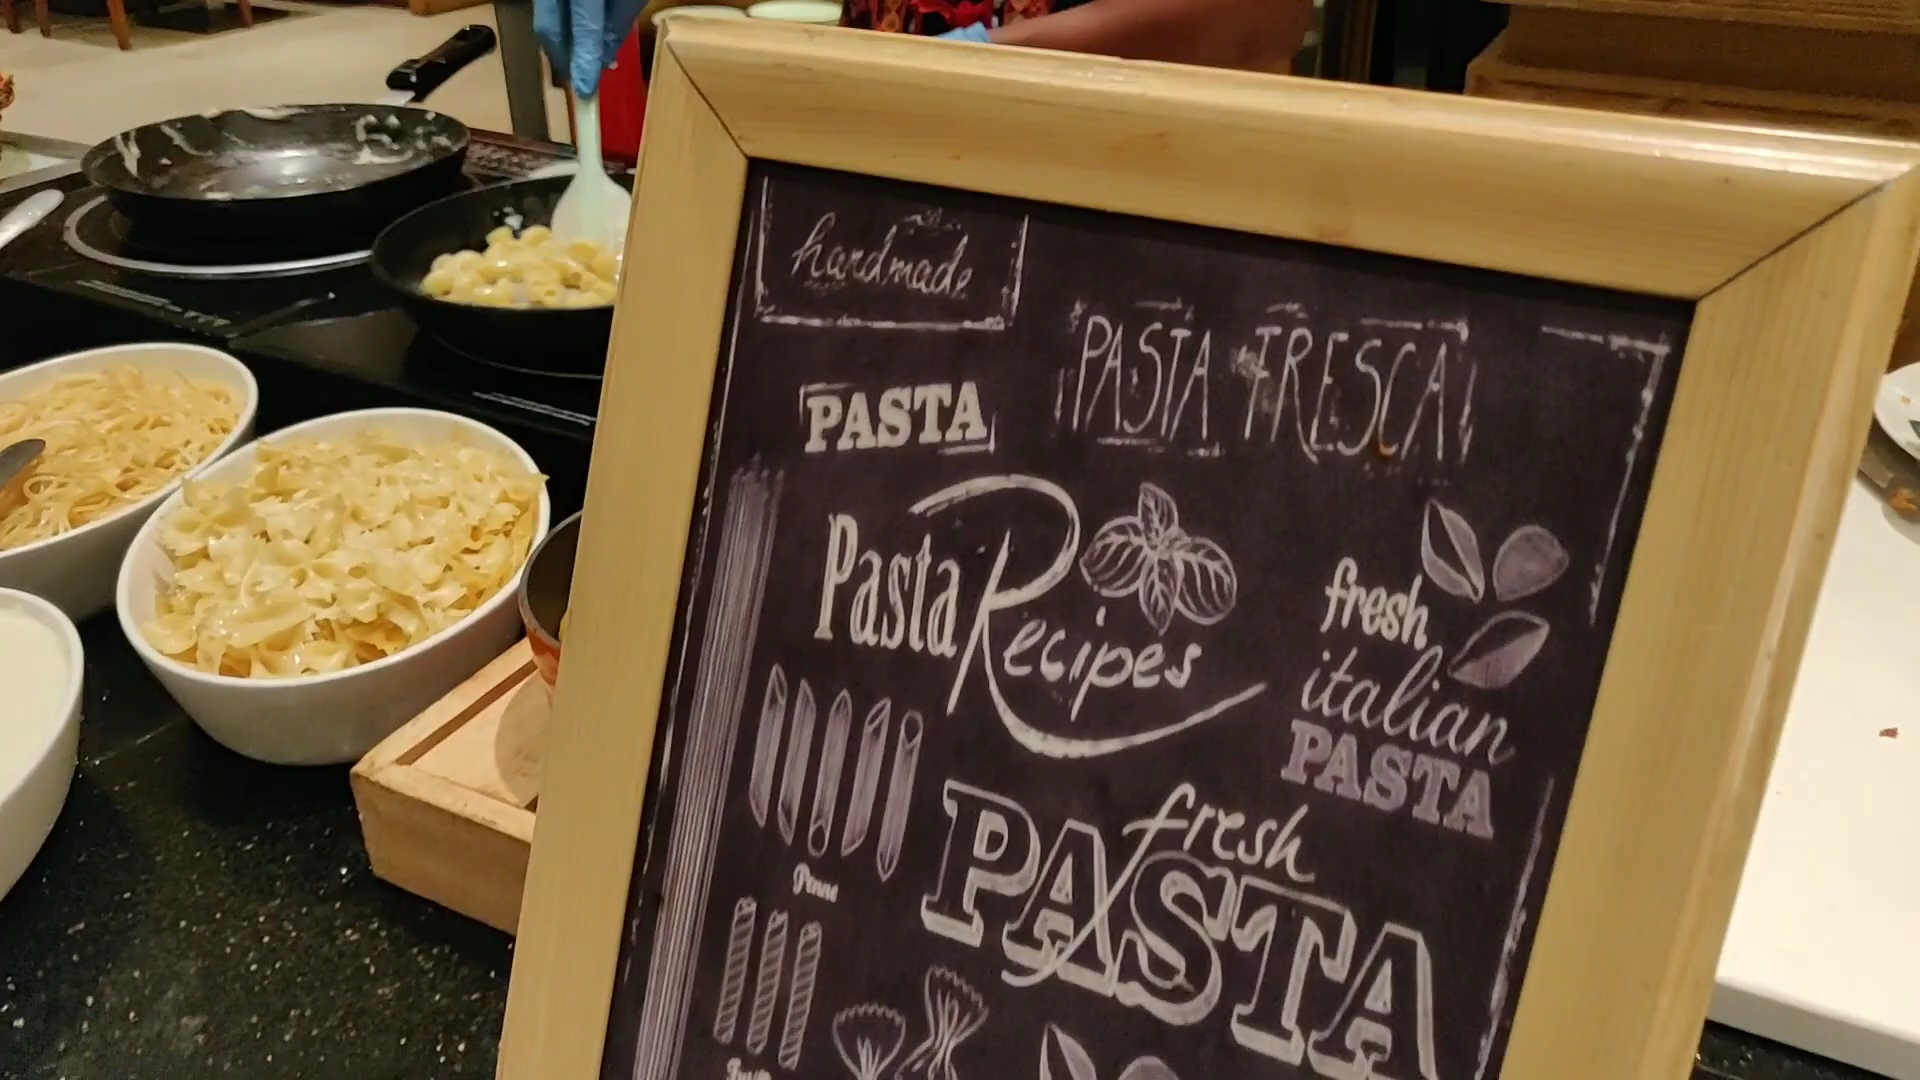 handmade
PASTA FRESCA
PASTA
Pasta Recipes
fresh
italian
PASTA
fresh
PASTA
Penne